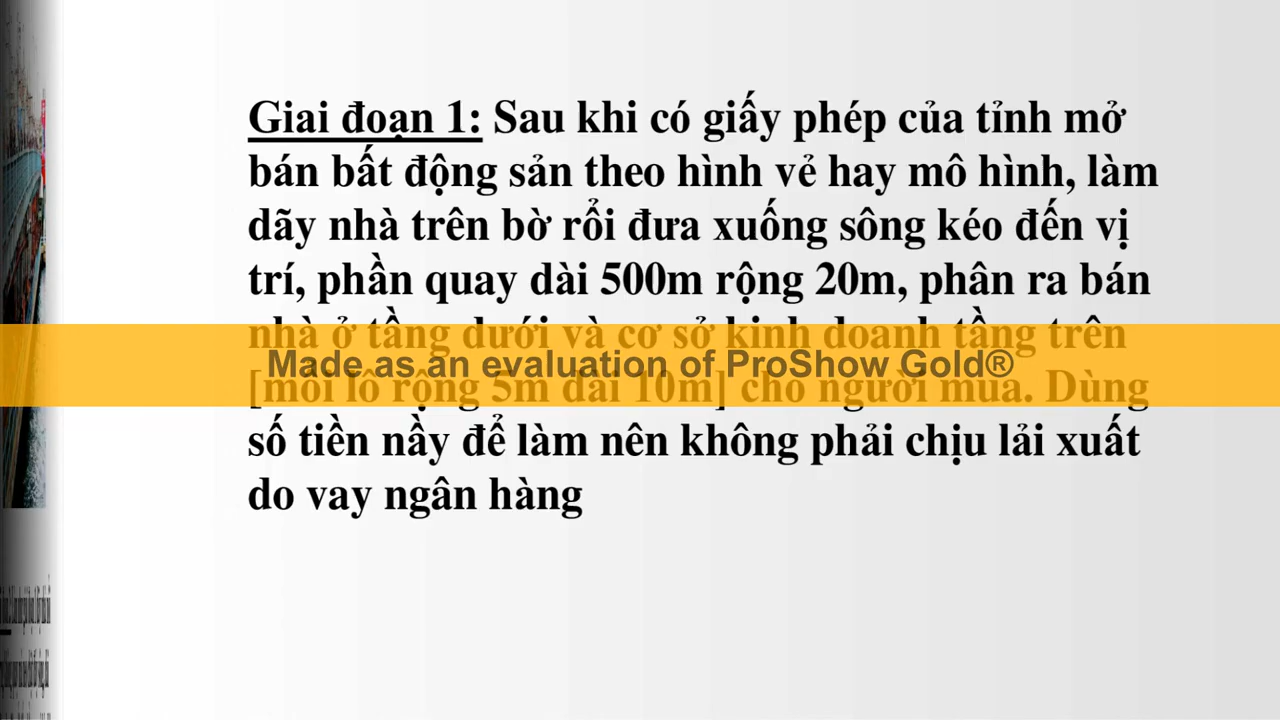 Giai đoạn 1: Sau khi có giấy phép của tỉnh mở
bán bất động sản theo hình vẻ hay mô hình, làm
dãy nhà trên bờ rổi đưa xuống sông kéo đến vị
trí, phần quay dài 500m rộng 20m, phân ra bán
nhà ở tầng dưới và cơ sở kinh doanh tầng trên
Made as an evaluation of ProShow Gold®
[mỗi lô rộng 5m dài 10m] cho người mua. Dùng
số tiền nầy để làm nên không phải chịu lải xuất
do vay ngân hàng